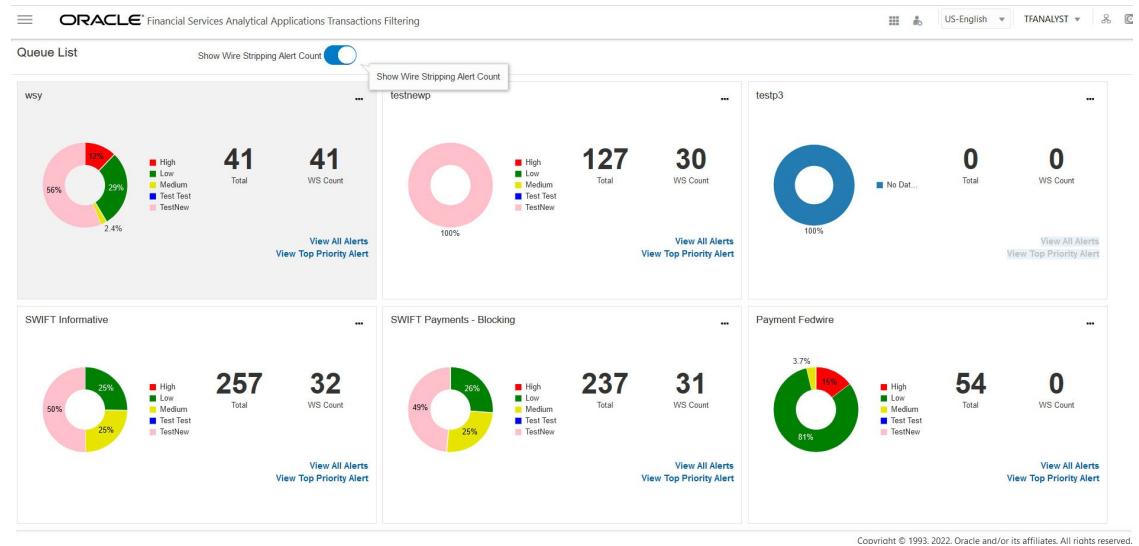 ORACLE® Financial Services Analytical Applications Transactions Filtering
US-English
TFANALYST
Queue List
Show Wire Stripping Alert Count
Show Wire Stripping Alert Count
wsy
12%
29%
56%
2.4%
High
Low
Medium
Test Test
TestNew
41
Total
41
WS Count
View All Alerts
View Top Priority Alert
testnewp
100%
High
Low
Medium
Test Test
TestNew
127
Total
30
WS Count
View All Alerts
View Top Priority Alert
testp3
100%
No Dat...
0
Total
0
WS Count
View All Alerts
View Top Priority Alert
SWIFT Informative
25%
50%
25%
High
Low
Medium
Test Test
TestNew
257
Total
32
WS Count
View All Alerts
View Top Priority Alert
SWIFT Payments - Blocking
26%
49%
25%
High
Low
Medium
Test Test
TestNew
237
Total
31
WS Count
View All Alerts
View Top Priority Alert
Payment Fedwire
3.7%
15%
81%
High
Low
Medium
Test Test
TestNew
54
Total
0
WS Count
View All Alerts
View Top Priority Alert
Copyright © 1993, 2022, Oracle and/or its affiliates. All rights reserved.